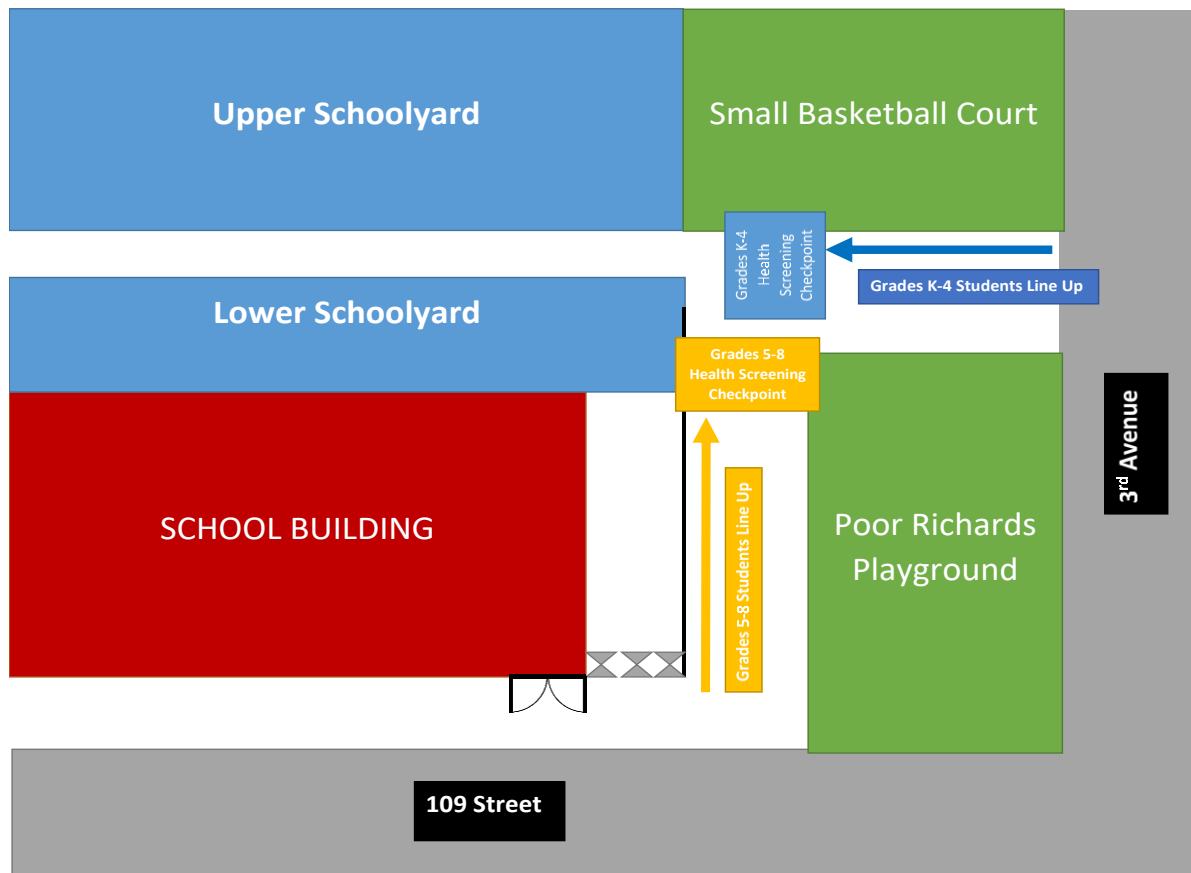 Upper Schoolyard
Small Basketball Court
Grades K-4
Health
Screening
Checkpoint
Grades K-4 Students Line Up
Lower Schoolyard
Grades 5-8
Health Screening
Checkpoint
3rd Avenue
Grades 5-8 Students Line Up
SCHOOL BUILDING
Poor Richards
Playground
109 Street